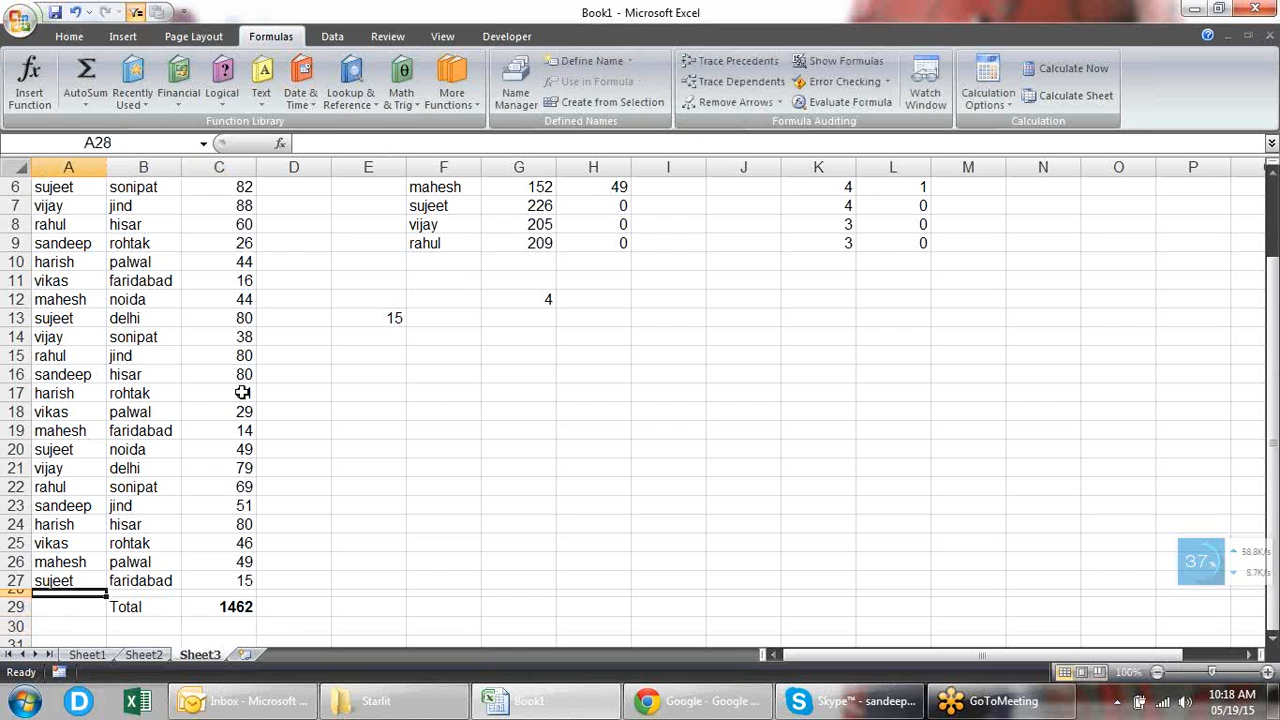 Book1 - Microsoft Excel
Home Insert Page Layout Formulas Data Review View Developer
Insert Function
AutoSum
Recently Used
Financial
Logical
Text
Date & Time
Lookup & Reference
Math & Trig
More Functions
Function Library
Name Manager
Define Name
Use in Formula
Create from Selection
Defined Names
Trace Precedents
Trace Dependents
Remove Arrows
Show Formulas
Error Checking
Evaluate Formula
Formula Auditing
Watch Window
Calculation Options
Calculate Now
Calculate Sheet
Calculation
A28 fx
A B C D E F G H I J K L M N O P
6 sujeet sonipat 82 mahesh 152 49 4 1
7 vijay jind 88 sujeet 226 0 4 0
8 rahul hisar 60 vijay 205 0 3 0
9 sandeep rohtak 26 rahul 209 0 3 0
10 harish palwal 44
11 vikas faridabad 16
12 mahesh noida 44 4
13 sujeet delhi 80 15
14 vijay sonipat 38
15 rahul jind 80
16 sandeep hisar 80
17 harish rohtak
18 vikas palwal 29
19 mahesh faridabad 14
20 sujeet noida 49
21 vijay delhi 79
22 rahul sonipat 69
23 sandeep jind 51
24 harish hisar 80
25 vikas rohtak 46
26 mahesh palwal 49
27 sujeet faridabad 15
28
29 Total 1462
30
31
Sheet1 Sheet2 Sheet3
Ready 100%
37%
58.8K/s
Inbox - Microsoft ... Starlit Book1 Google - Google ... Skype™ - sandeep... GoToMeeting
10:18 AM
05/19/15